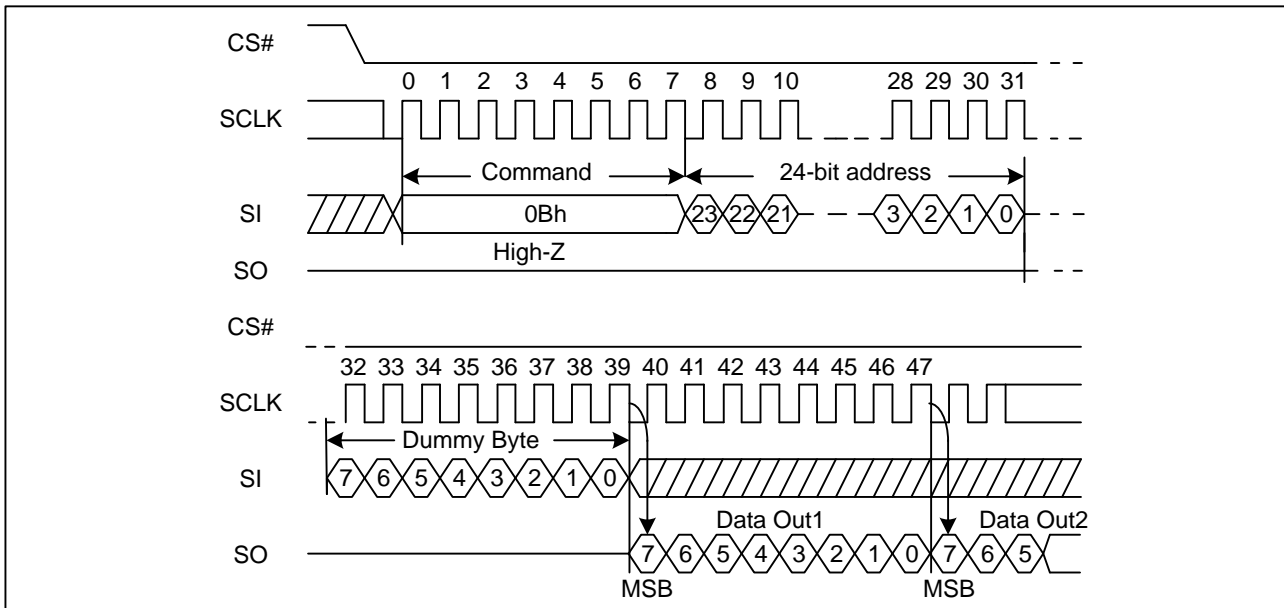 CS#
0 1 2 3 4 5 6 7 8 9 10 28 29 30 31
SCLK
Command 24-bit address
SI 0Bh 23 22 21 3 2 1 0
High-Z
SO
CS#
32 33 34 35 36 37 38 39 40 41 42 43 44 45 46 47
SCLK
Dummy Byte
SI 7 6 5 4 3 2 1 0
Data Out1 Data Out2
SO 7 6 5 4 3 2 1 0 7 6 5
MSB MSB